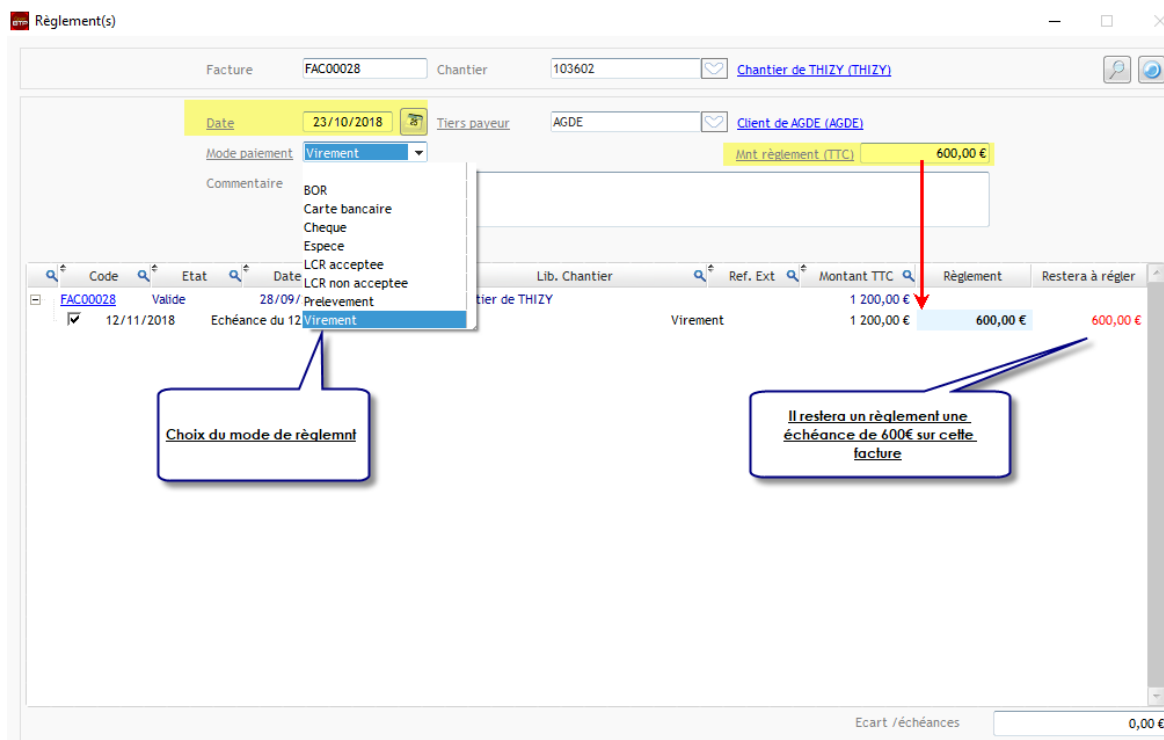 BTP Règlement(s)
Facture FAC00028 Chantier 103602 Chantier de THIZY (THIZY)
Date 23/10/2018 Tiers payeur AGDE Client de AGDE (AGDE)
Mode paiement Virement Mnt règlement (TTC) 600,00 €
Commentaire
BOR
Carte bancaire
Cheque
Espece
LCR acceptee
LCR non acceptee
Prelevement
Virement
Code Etat Date Lib. Chantier Ref. Ext Montant TTC Règlement Restera à régler
FAC00028 Valide 28/09/ tier de THIZY 1 200,00 €
12/11/2018 Echéance du 12 Virement 1 200,00 € 600,00 € 600,00 €
Choix du mode de règlemnt
Il restera un règlement une
échéance de 600€ sur cette
facture
Ecart /échéances 0,00 €